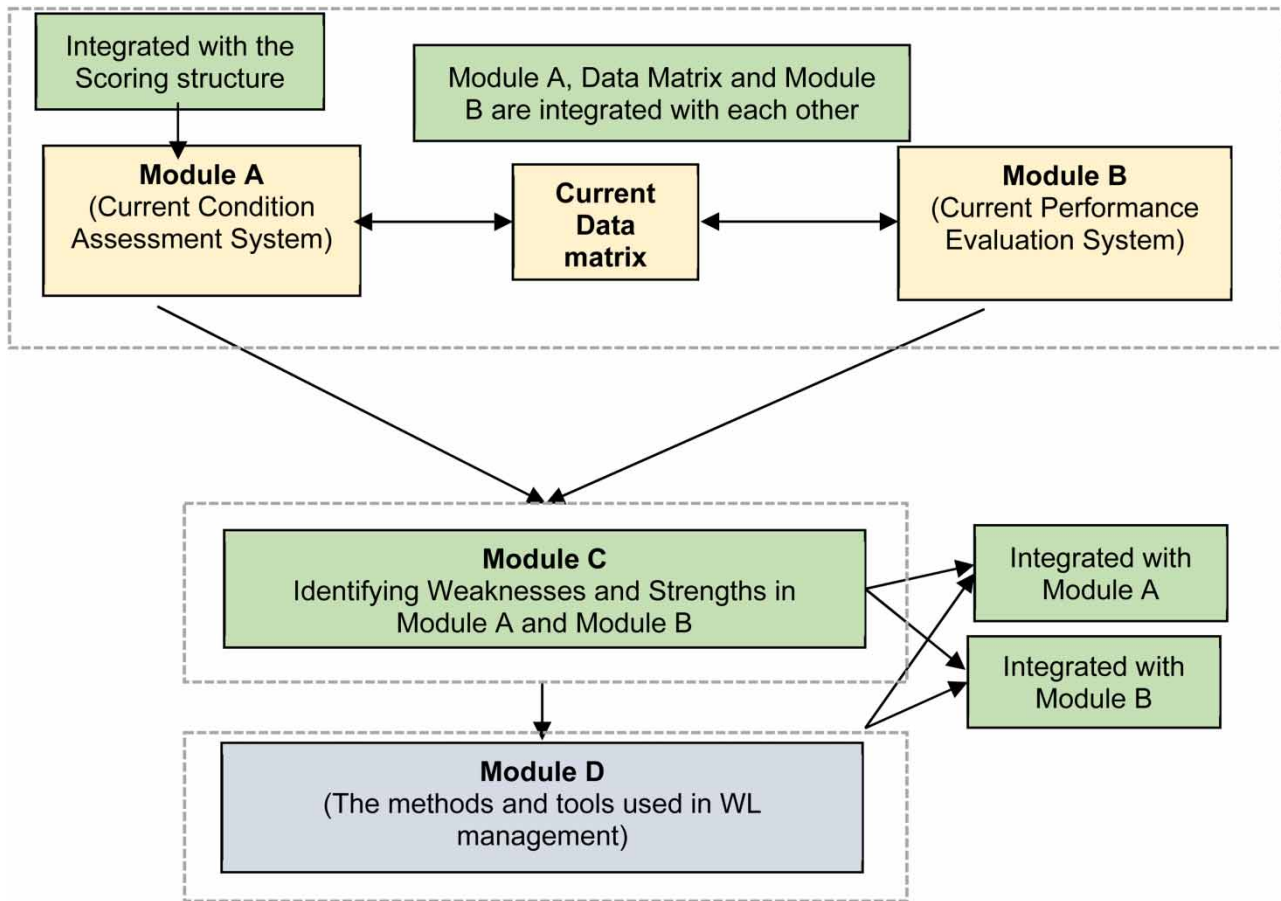 Integrated with the
Scoring structure
Module A, Data Matrix and Module
B are integrated with each other
Module A
(Current Condition
Assessment System)
Current
Data
matrix
Module B
(Current Performance
Evaluation System)
Module C
Identifying Weaknesses and Strengths in
Module A and Module B
Integrated with
Module A
Integrated with
Module B
Module D
(The methods and tools used in WL
management)